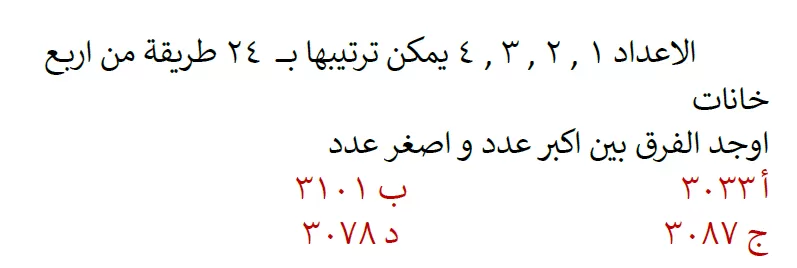 الاعداد ١ , ٢ , ٣ , ٤ يمكن ترتيبها بـ ٢٤ طريقة من اربع
خانات
اوجد الفرق بين اكبر عدد و اصغر عدد
أ ٣٠٣٣ ب ٣١٠١
ج ٣٠٨٧ د ٣٠٧٨